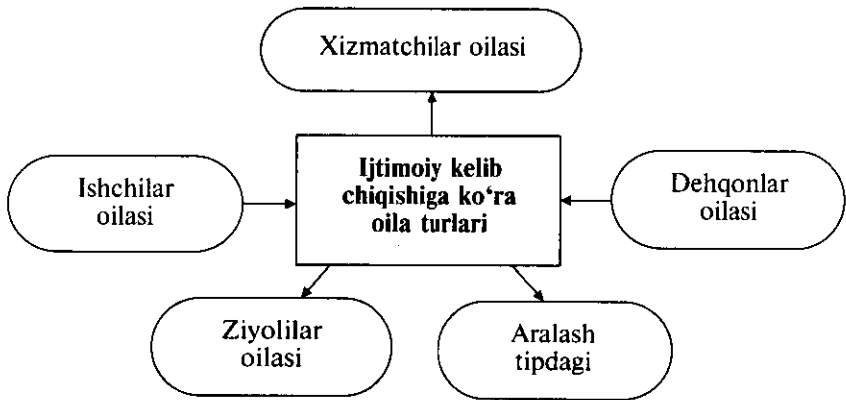 Xizmatchilar oilasi
Ishchilar
oilasi
Ijtimoiy kelib
chiqishiga ko‘ra
oila turlari
Dehqonlar
oilasi
Ziyolilar
oilasi
Aralash
tipdagi